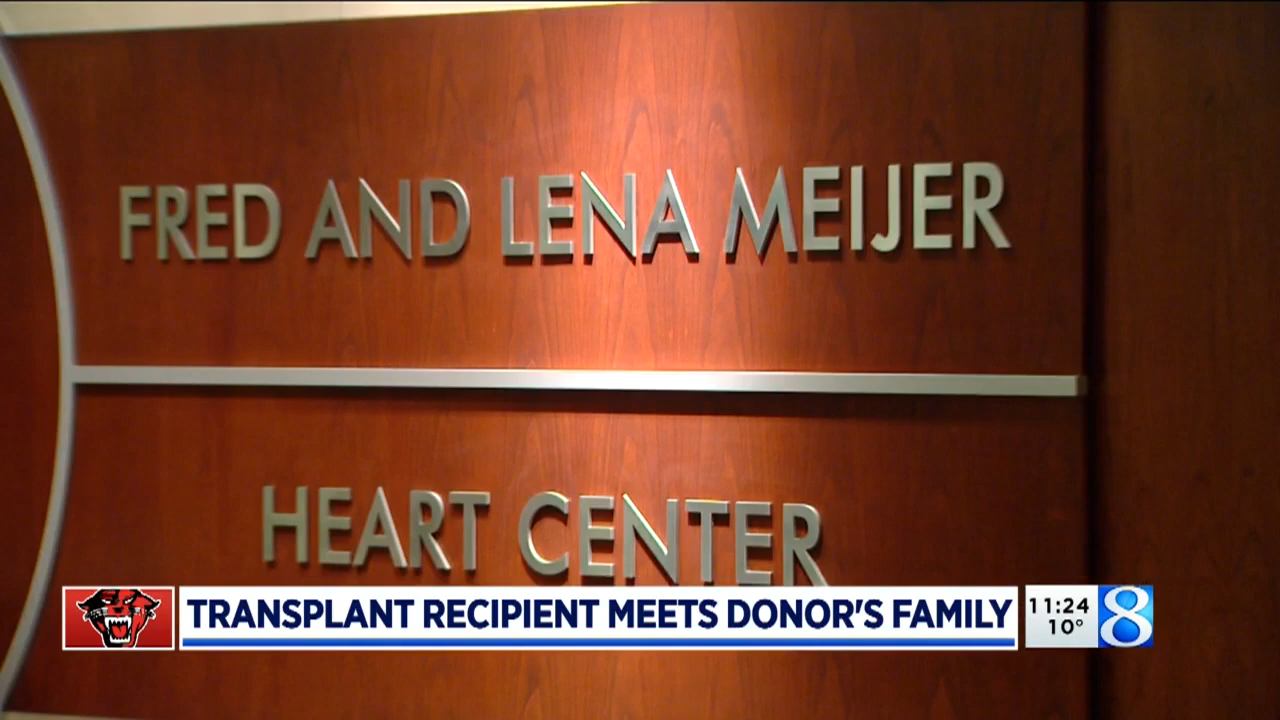 FRED AND LENA MEIJER
HEART CENTER
TRANSPLANT RECIPIENT MEETS DONOR'S FAMILY
11:24
10°
8